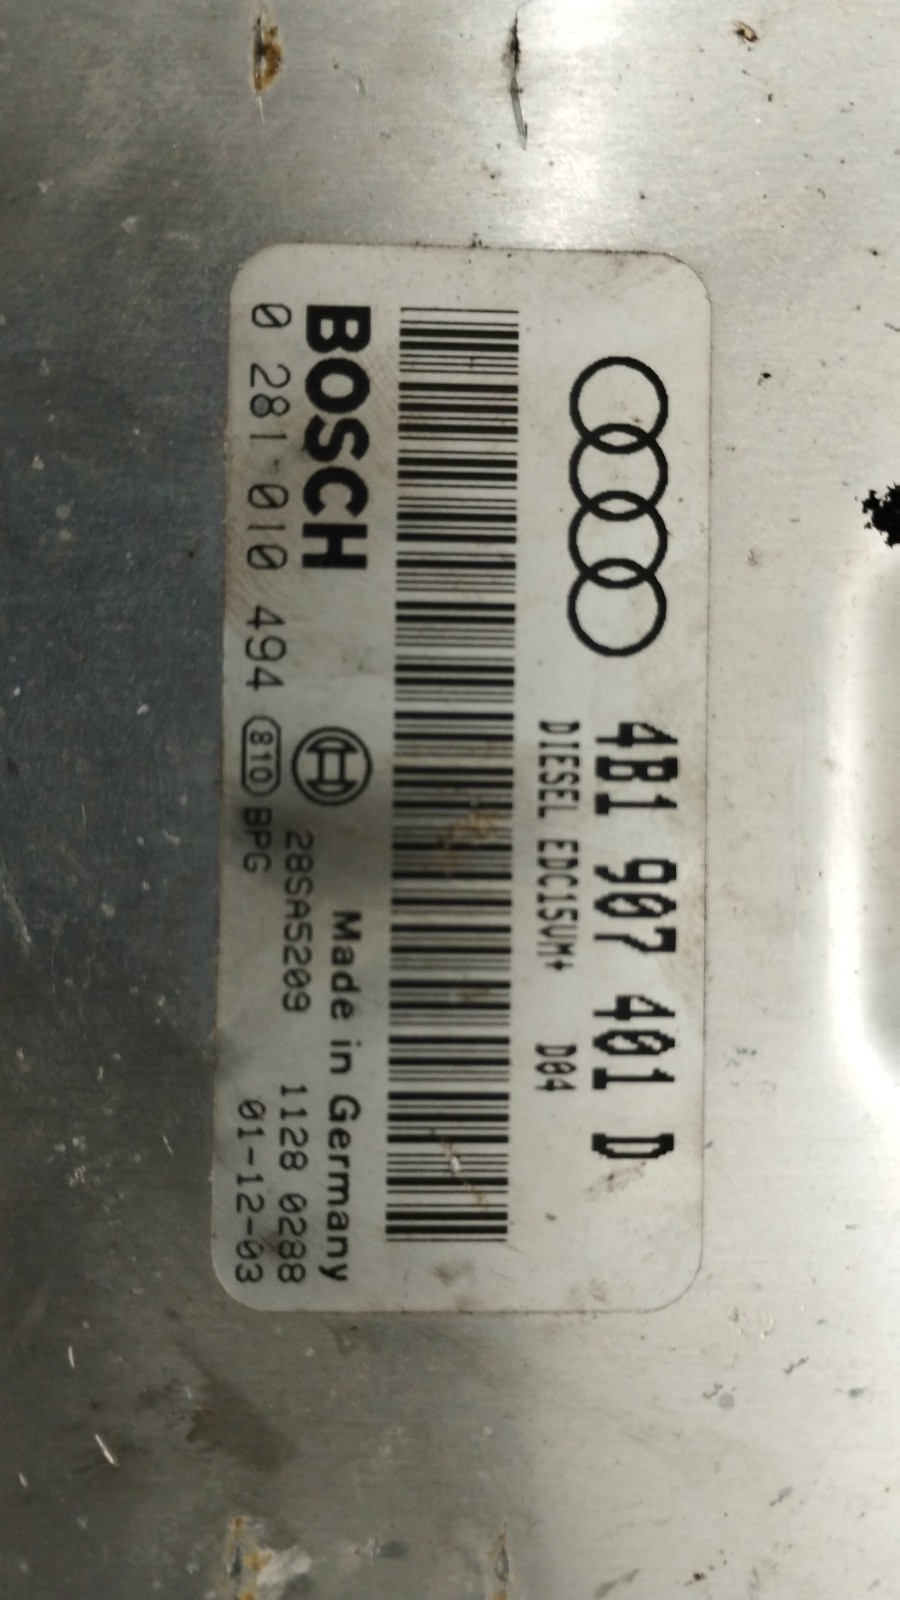 4B1 907 401 D
DIESEL EDC15VM+ D04
Made in Germany
BOSCH
28SA5209 1128 0288
0 281 010 494 810 BPG 01-12-03